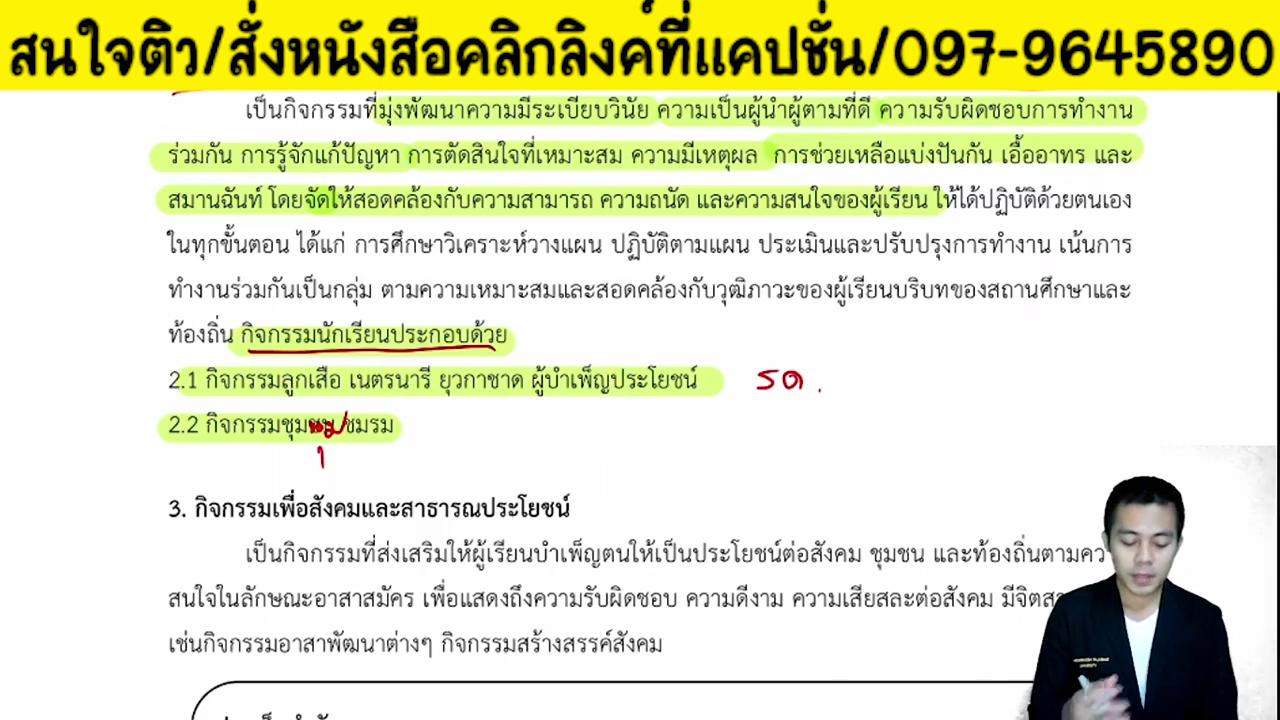 สนใจติว/สั่งหนังสือคลิกลิงค์ที่แคปชั่น/097-9645890
เป็นกิจกรรมที่มุ่งพัฒนาความมีระเบียบวินัย ความเป็นผู้นำผู้ตามที่ดี ความรับผิดชอบการทำงาน
ร่วมกัน การรู้จักแก้ปัญหา การตัดสินใจที่เหมาะสม ความมีเหตุผล การช่วยเหลือแบ่งปันกัน เอื้ออาทร และ
สมานฉันท์ โดยจัดให้สอดคล้องกับความสามารถ ความถนัด และความสนใจของผู้เรียน ให้ได้ปฏิบัติด้วยตนเอง
ในทุกขั้นตอน ได้แก่ การศึกษาวิเคราะห์วางแผน ปฏิบัติตามแผน ประเมินและปรับปรุงการทำงาน เน้นการ
ทำงานร่วมกันเป็นกลุ่ม ตามความเหมาะสมและสอดคล้องกับวุฒิภาวะของผู้เรียนบริบทของสถานศึกษาและ
ท้องถิ่น กิจกรรมนักเรียนประกอบด้วย
2.1 กิจกรรมลูกเสือ เนตรนารี ยุวกาชาด ผู้บำเพ็ญประโยชน์ รด.
2.2 กิจกรรมชุมชน ชมรม
3. กิจกรรมเพื่อสังคมและสาธารณประโยชน์
เป็นกิจกรรมที่ส่งเสริมให้ผู้เรียนบำเพ็ญตนให้เป็นประโยชน์ต่อสังคม ชุมชน และท้องถิ่นตาม
สนใจในลักษณะอาสาสมัคร เพื่อแสดงถึงความรับผิดชอบ ความดีงาม ความเสียสละต่อสังคม
เช่นกิจกรรมอาสาพัฒนาต่างๆ กิจกรรมสร้างสรรค์สังคม